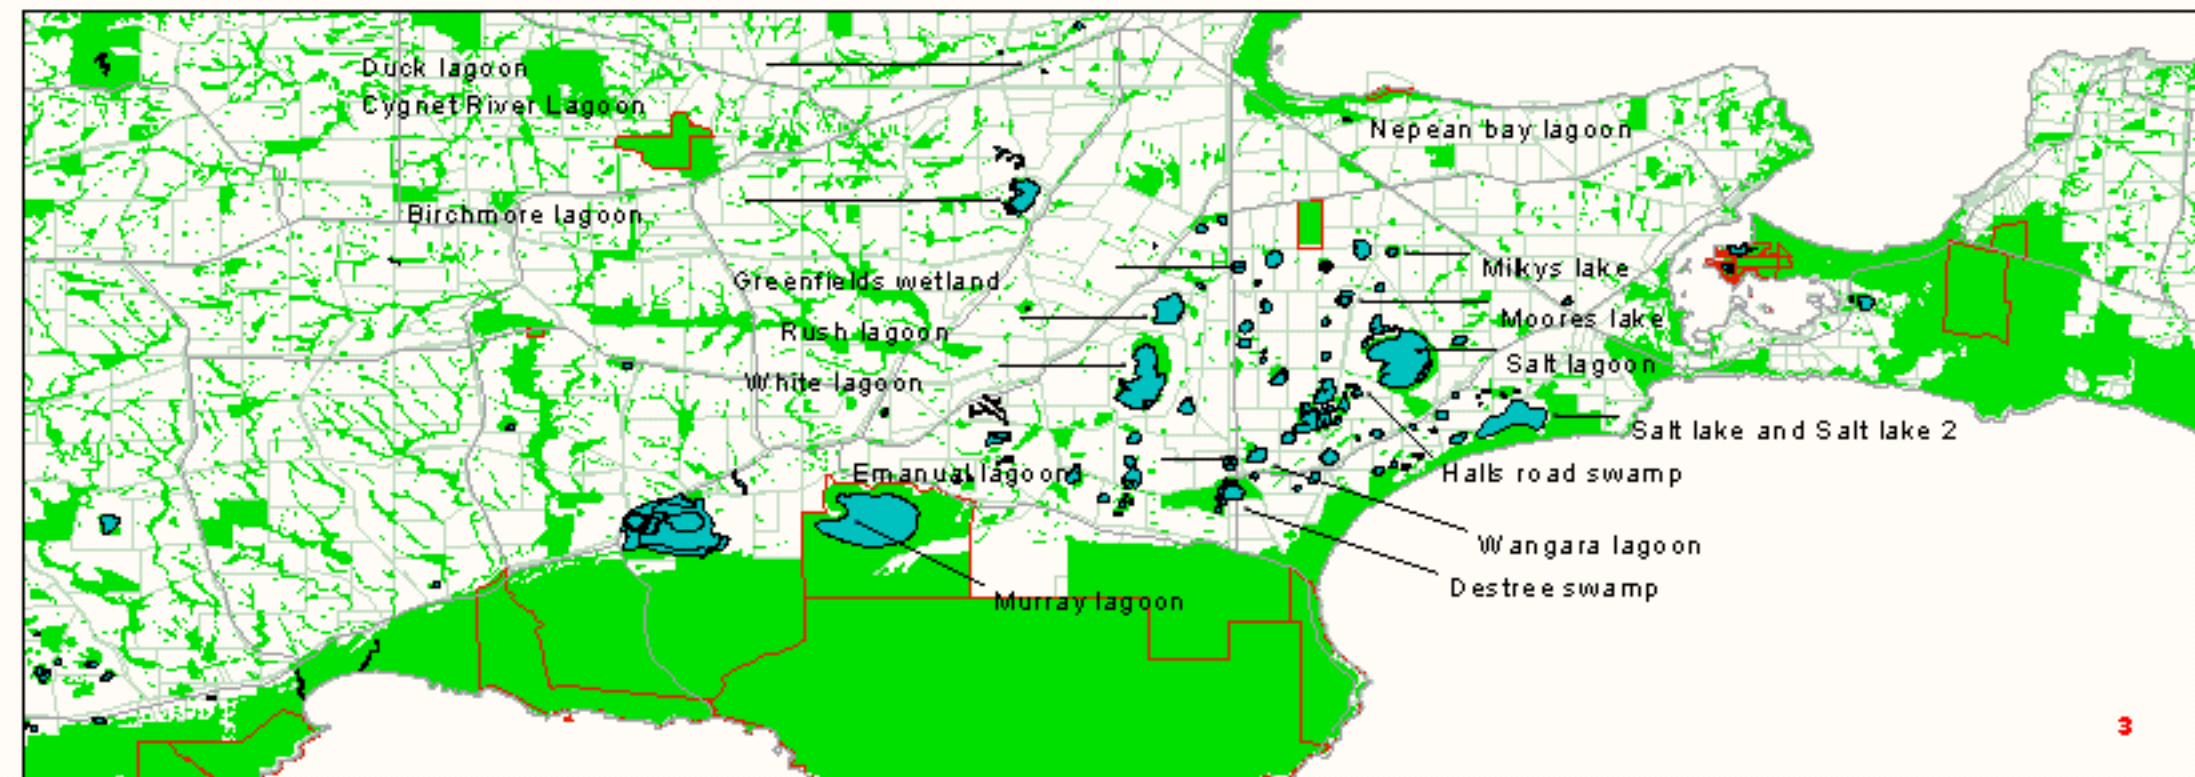 Duck lagoon
Cygnet River Lagoon
Nepean bay lagoon
Birchmore lagoon
Greenfields wetland
Milkys lake
Rush lagoon
Moores lake
White lagoon
Salt lagoon
Salt lake and Salt lake 2
Emanual lagoon1
Halls road swamp
Wangara lagoon
Destree swamp
Murray lagoon
3